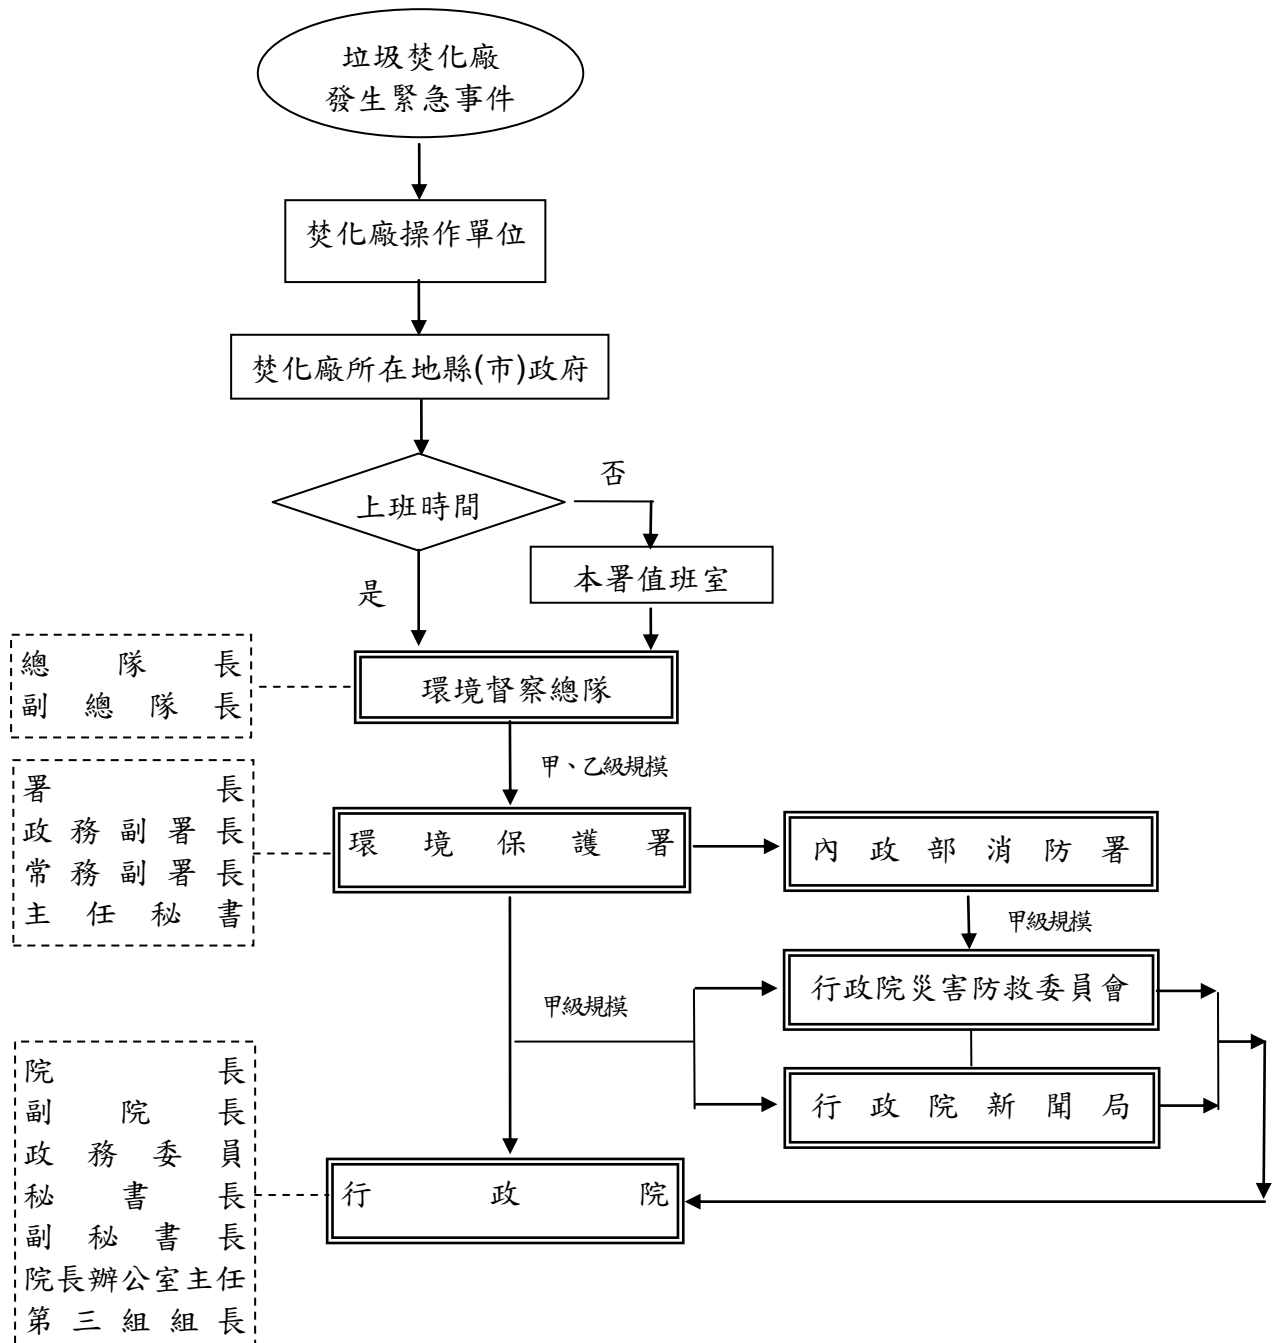 垃圾焚化廠
發生緊急事件
焚化廠操作單位
焚化廠所在地縣(市)政府
上班時間
否
是
本署值班室
總隊長
副總隊長
環境督察總隊
甲、乙級規模
署長
政務副署長
常務副署長
主任秘書
環境保護署
內政部消防署
甲級規模
行政院災害防救委員會
甲級規模
行政院新聞局
院長
副院長
政務委員
秘書長
副秘書長
院長辦公室主任
第三組組長
行政院